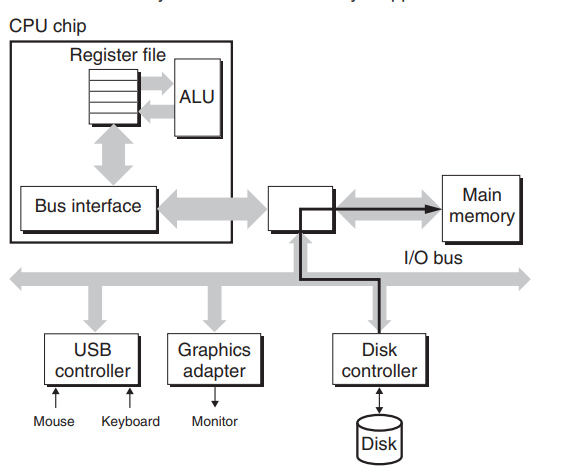 CPU chip
Register file
ALU
Bus interface
Main
memory
I/O bus
USB
controller
Graphics
adapter
Disk
controller
Mouse
Keyboard
Monitor
Disk